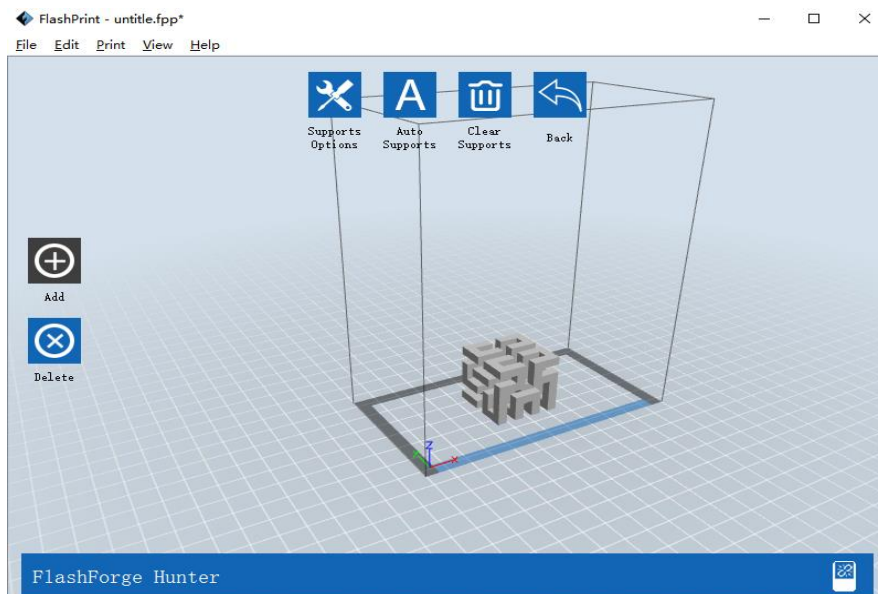 FlashPrint - untitle.fpp*
File Edit Print View Help
Supports Options
A
Auto Supports
Clear Supports
Back
Add
Delete
Z
X
FlashForge Hunter